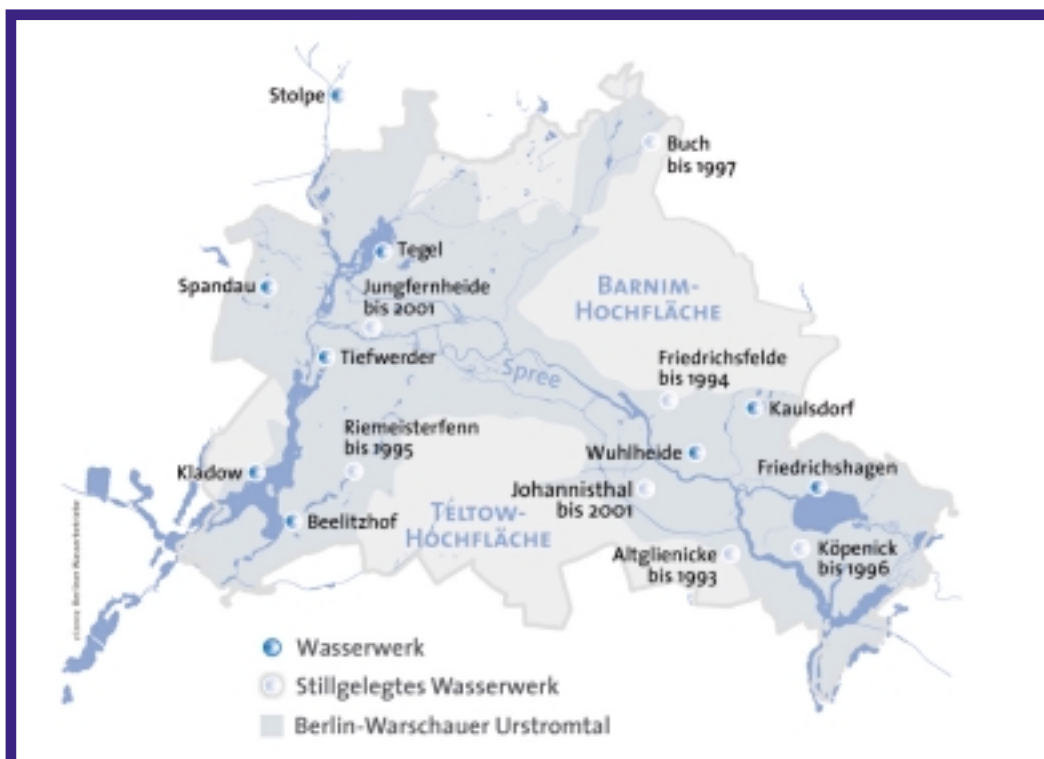 Stolpe
Buch
bis 1997
Tegel
Spandau
Jungfernheide
bis 2001
BARNIM-
HOCHFLÄCHE
Tiefwerder
Spree
Friedrichsfelde
bis 1994
Kaulsdorf
Riemeisterfenn
bis 1995
Wuhlheide
Kladow
Friedrichshagen
Johannisthal
bis 2001
Beelitzhof
TELTOW-
HOCHFLÄCHE
Altglienicke
bis 1993
Köpenick
bis 1996
Berliner Wasserbetriebe
Wasserwerk
Stillgelegtes Wasserwerk
Berlin-Warschauer Urstromtal